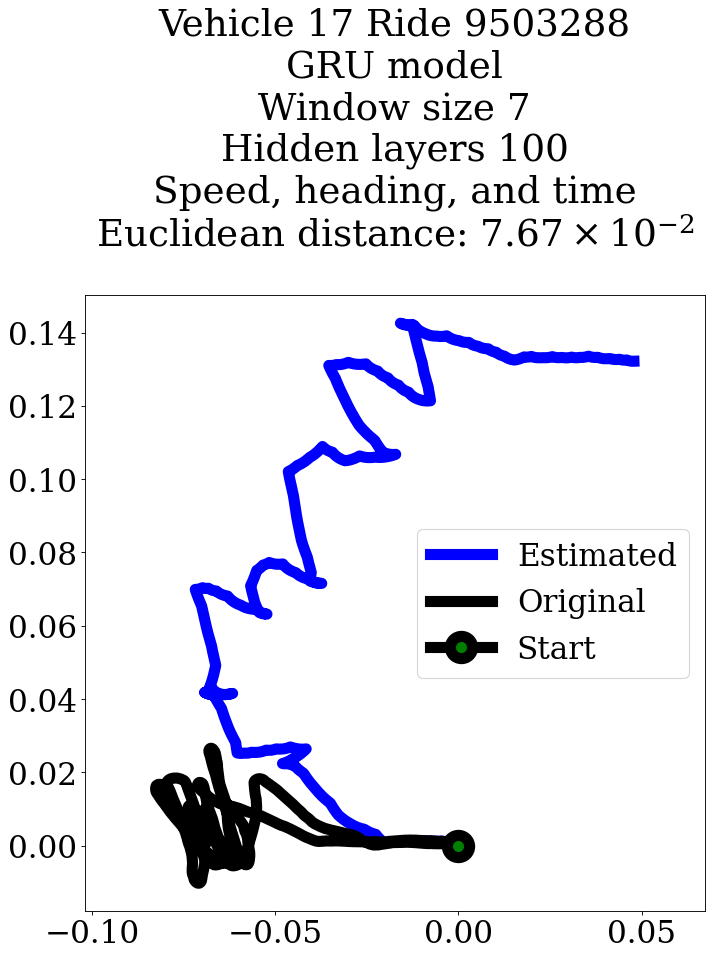 Vehicle 17 Ride 9503288
GRU model
Window size 7
Hidden layers 100
Speed, heading, and time
Euclidean distance: 7.67 × 10⁻²
0.14
0.12
0.10
0.08
0.06
0.04
0.02
0.00
Estimated
Original
Start
−0.10 −0.05 0.00 0.05